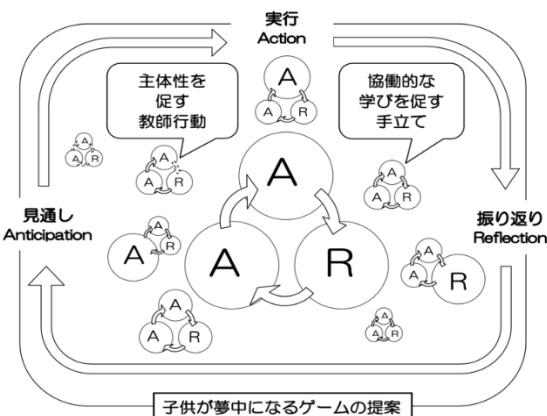 実行
Action
主体性を
促す
教師行動
協働的な
学びを促す
手立て
A
A R
A
A R
A
A R
A
A R
見通し
Anticipation
A
A R
振り返り
Reflection
A
A R
A
A R
A
A R
A
A R
子供が夢中になるゲームの提案